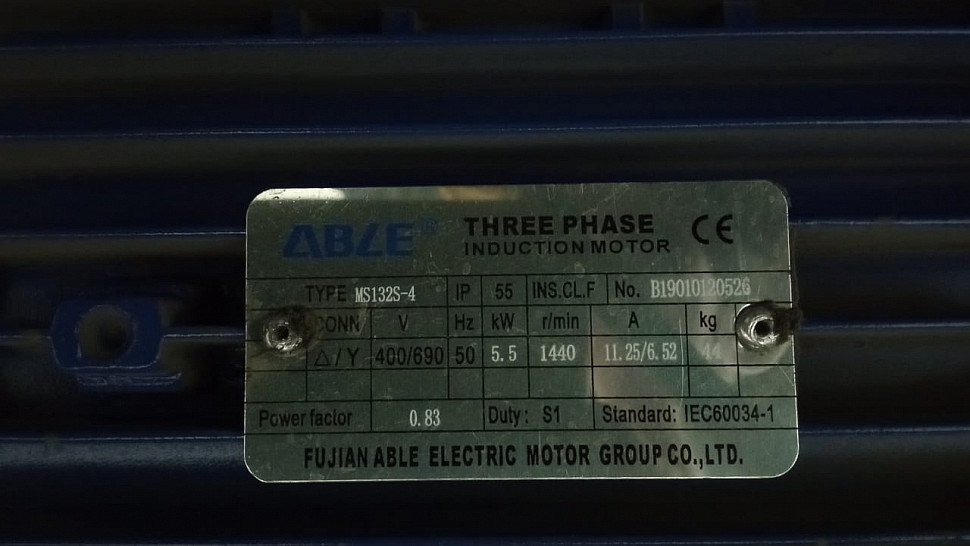 ABLE® THREE PHASE CE
INDUCTION MOTOR
TYPE MS132S-4 IP 55 INS.CL.F No. B19010120526
CONN V Hz kW r/min A kg
△/Y 400/690 50 5.5 1440 11.25/6.52 44
Power factor 0.83 Duty: S1 Standard: IEC60034-1
FUJIAN ABLE ELECTRIC MOTOR GROUP CO.,LTD.